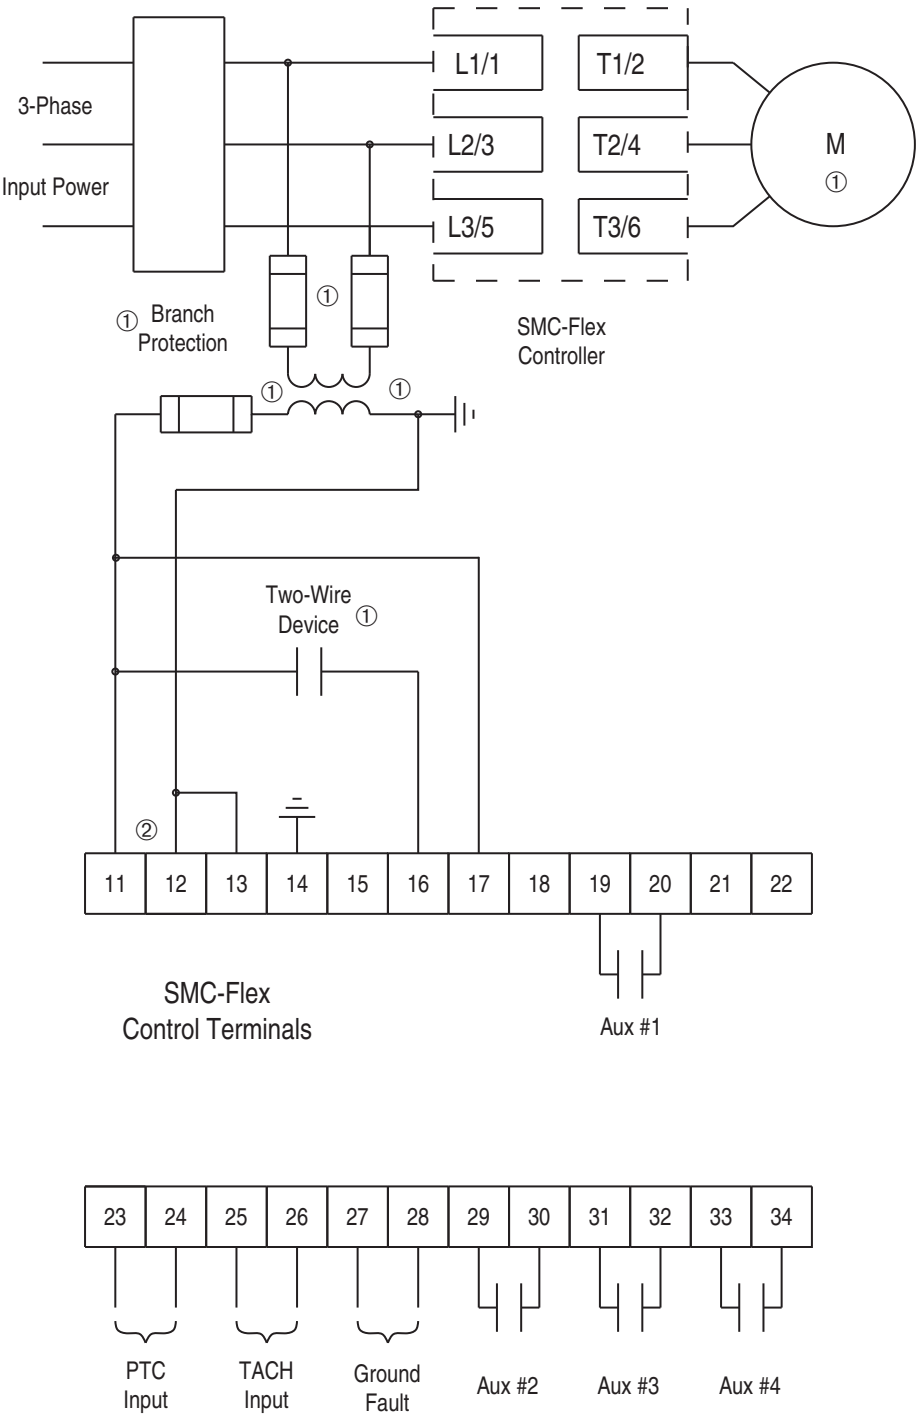 3-Phase
Input Power
L1/1
T1/2
L2/3
T2/4
L3/5
T3/6
M
①
① Branch
Protection
①
SMC-Flex
Controller
①
①
Two-Wire
Device ①
②
11 12 13 14 15 16 17 18 19 20 21 22
SMC-Flex
Control Terminals
Aux #1
23 24 25 26 27 28 29 30 31 32 33 34
PTC
Input
TACH
Input
Ground
Fault
Aux #2
Aux #3
Aux #4